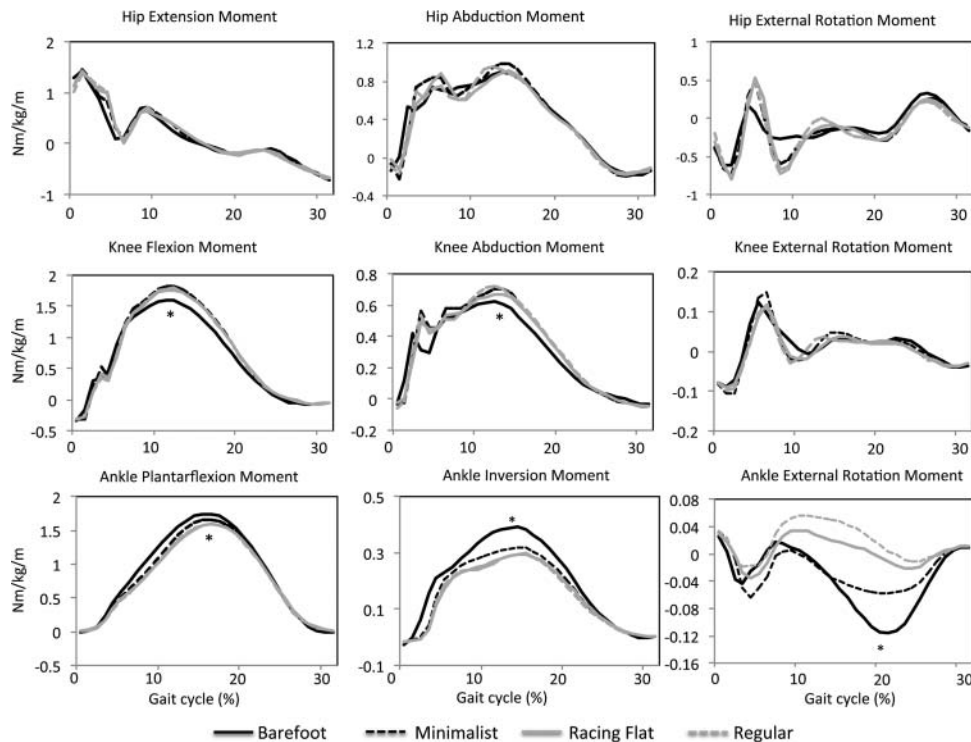 Hip Extension Moment Hip Abduction Moment Hip External Rotation Moment
Nm/kg/m
2
1
0
-1
0 10 20 30
1.2
0.8
0.4
0
-0.4
0 10 20 30
1
0.5
0
-0.5
-1
0 10 20 30
Knee Flexion Moment Knee Abduction Moment Knee External Rotation Moment
Nm/kg/m
2
1.5
1
0.5
0
-0.5
0 10 20 30
*
0.8
0.6
0.4
0.2
0
-0.2
0 10 20 30
*
0.2
0.1
0
-0.1
-0.2
0 10 20 30
Ankle Plantarflexion Moment Ankle Inversion Moment Ankle External Rotation Moment
Nm/kg/m
2
1.5
1
0.5
0
-0.5
0 10 20 30
*
Gait cycle (%)
0.5
0.3
0.1
-0.1
0 10 20 30
*
Gait cycle (%)
0.08
0.04
0
-0.04
-0.08
-0.12
-0.16
0 10 20 30
*
Gait cycle (%)
Barefoot Minimalist Racing Flat Regular